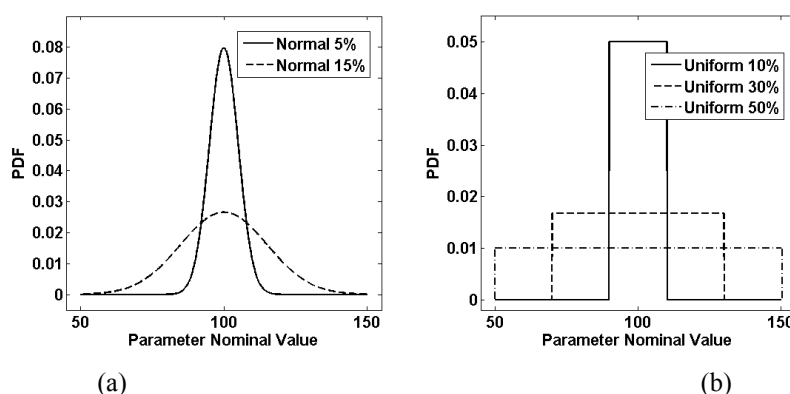 0.08
0.07
0.06
0.05
0.04
0.03
0.02
0.01
0
PDF
Normal 5%
Normal 15%
50
100
150
Parameter Nominal Value
(a)
0.05
0.04
0.03
0.02
0.01
0
PDF
Uniform 10%
Uniform 30%
Uniform 50%
50
100
150
Parameter Nominal Value
(b)